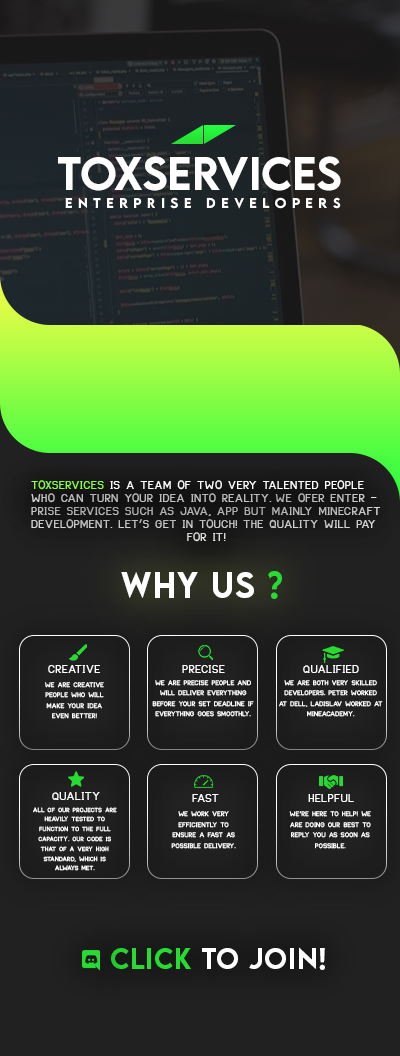 TOXSERVICES
ENTERPRISE DEVELOPERS
TOXSERVICES IS A TEAM OF TWO VERY TALENTED PEOPLE
WHO CAN TURN YOUR IDEA INTO REALITY. WE OFER ENTER -
PRISE SERVICES SUCH AS JAVA, APP BUT MAINLY MINECRAFT
DEVELOPMENT. LET'S GET IN TOUCH! THE QUALITY WILL PAY
FOR IT!
WHY US ?
CREATIVE
WE ARE CREATIVE
PEOPLE WHO WILL
MAKE YOUR IDEA
EVEN BETTER!
PRECISE
WE ARE PRECISE PEOPLE AND
WILL DELIVER EVERYTHING
BEFORE YOUR SET DEADLINE IF
EVERYTHING GOES SMOOTHLY.
QUALIFIED
WE ARE BOTH VERY SKILLED
DEVELOPERS. PETER WORKED
AT DELL, LADISLAV WORKED AT
MINEACADEMY.
QUALITY
ALL OF OUR PROJECTS ARE
HEAVILY TESTED TO
FUNCTION TO THE FULL
CAPACITY. OUR CODE IS
THAT OF A VERY HIGH
STANDARD, WHICH IS
ALWAYS MET.
FAST
WE WORK VERY
EFFICIENTLY TO
ENSURE A FAST AS
POSSIBLE DELIVERY.
HELPFUL
WE'RE HERE TO HELP! WE
ARE DOING OUR BEST TO
REPLY YOU AS SOON AS
POSSIBLE.
CLICK TO JOIN!